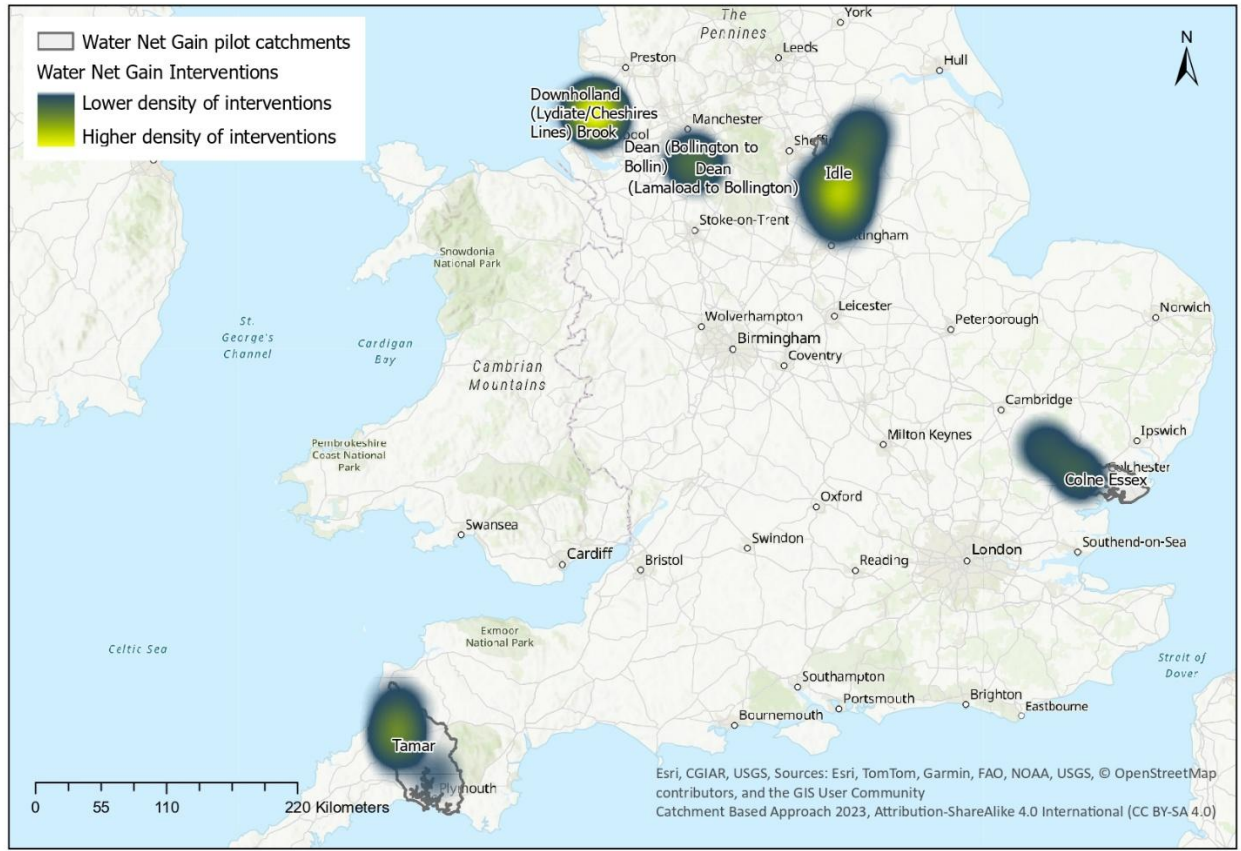 Water Net Gain pilot catchments
Water Net Gain Interventions
Lower density of interventions
Higher density of interventions
The
Pennines
York
Leeds
Preston
Hull
N
Downholland
(Lydiate/Cheshires
Lines) Brook
Manchester
Dean (Bollington to
Bollin)
Dean
(Lamaload to Bollington)
Idle
Stoke-on-Trent
Snowdonia
National Park
St.
George's
Channel
Cardigan
Bay
Cambrian
Mountains
Wolverhampton
Birmingham
Coventry
Leicester
Peterborough
Norwich
Cambridge
Ipswich
Milton Keynes
Colne Essex
Pembrokeshire
Coast National
Park
Oxford
Swansea
Cardiff
Bristol
Swindon
Reading
London
Southend-on-Sea
Exmoor
National Park
Celtic Sea
Strait of
Dover
Southampton
Portsmouth
Brighton
Eastbourne
Bournemouth
Tamar
Plymouth
0 55 110 220 Kilometers
Esri, CGIAR, USGS, Sources: Esri, TomTom, Garmin, FAO, NOAA, USGS, © OpenStreetMap
contributors, and the GIS User Community
Catchment Based Approach 2023, Attribution-ShareAlike 4.0 International (CC BY-SA 4.0)